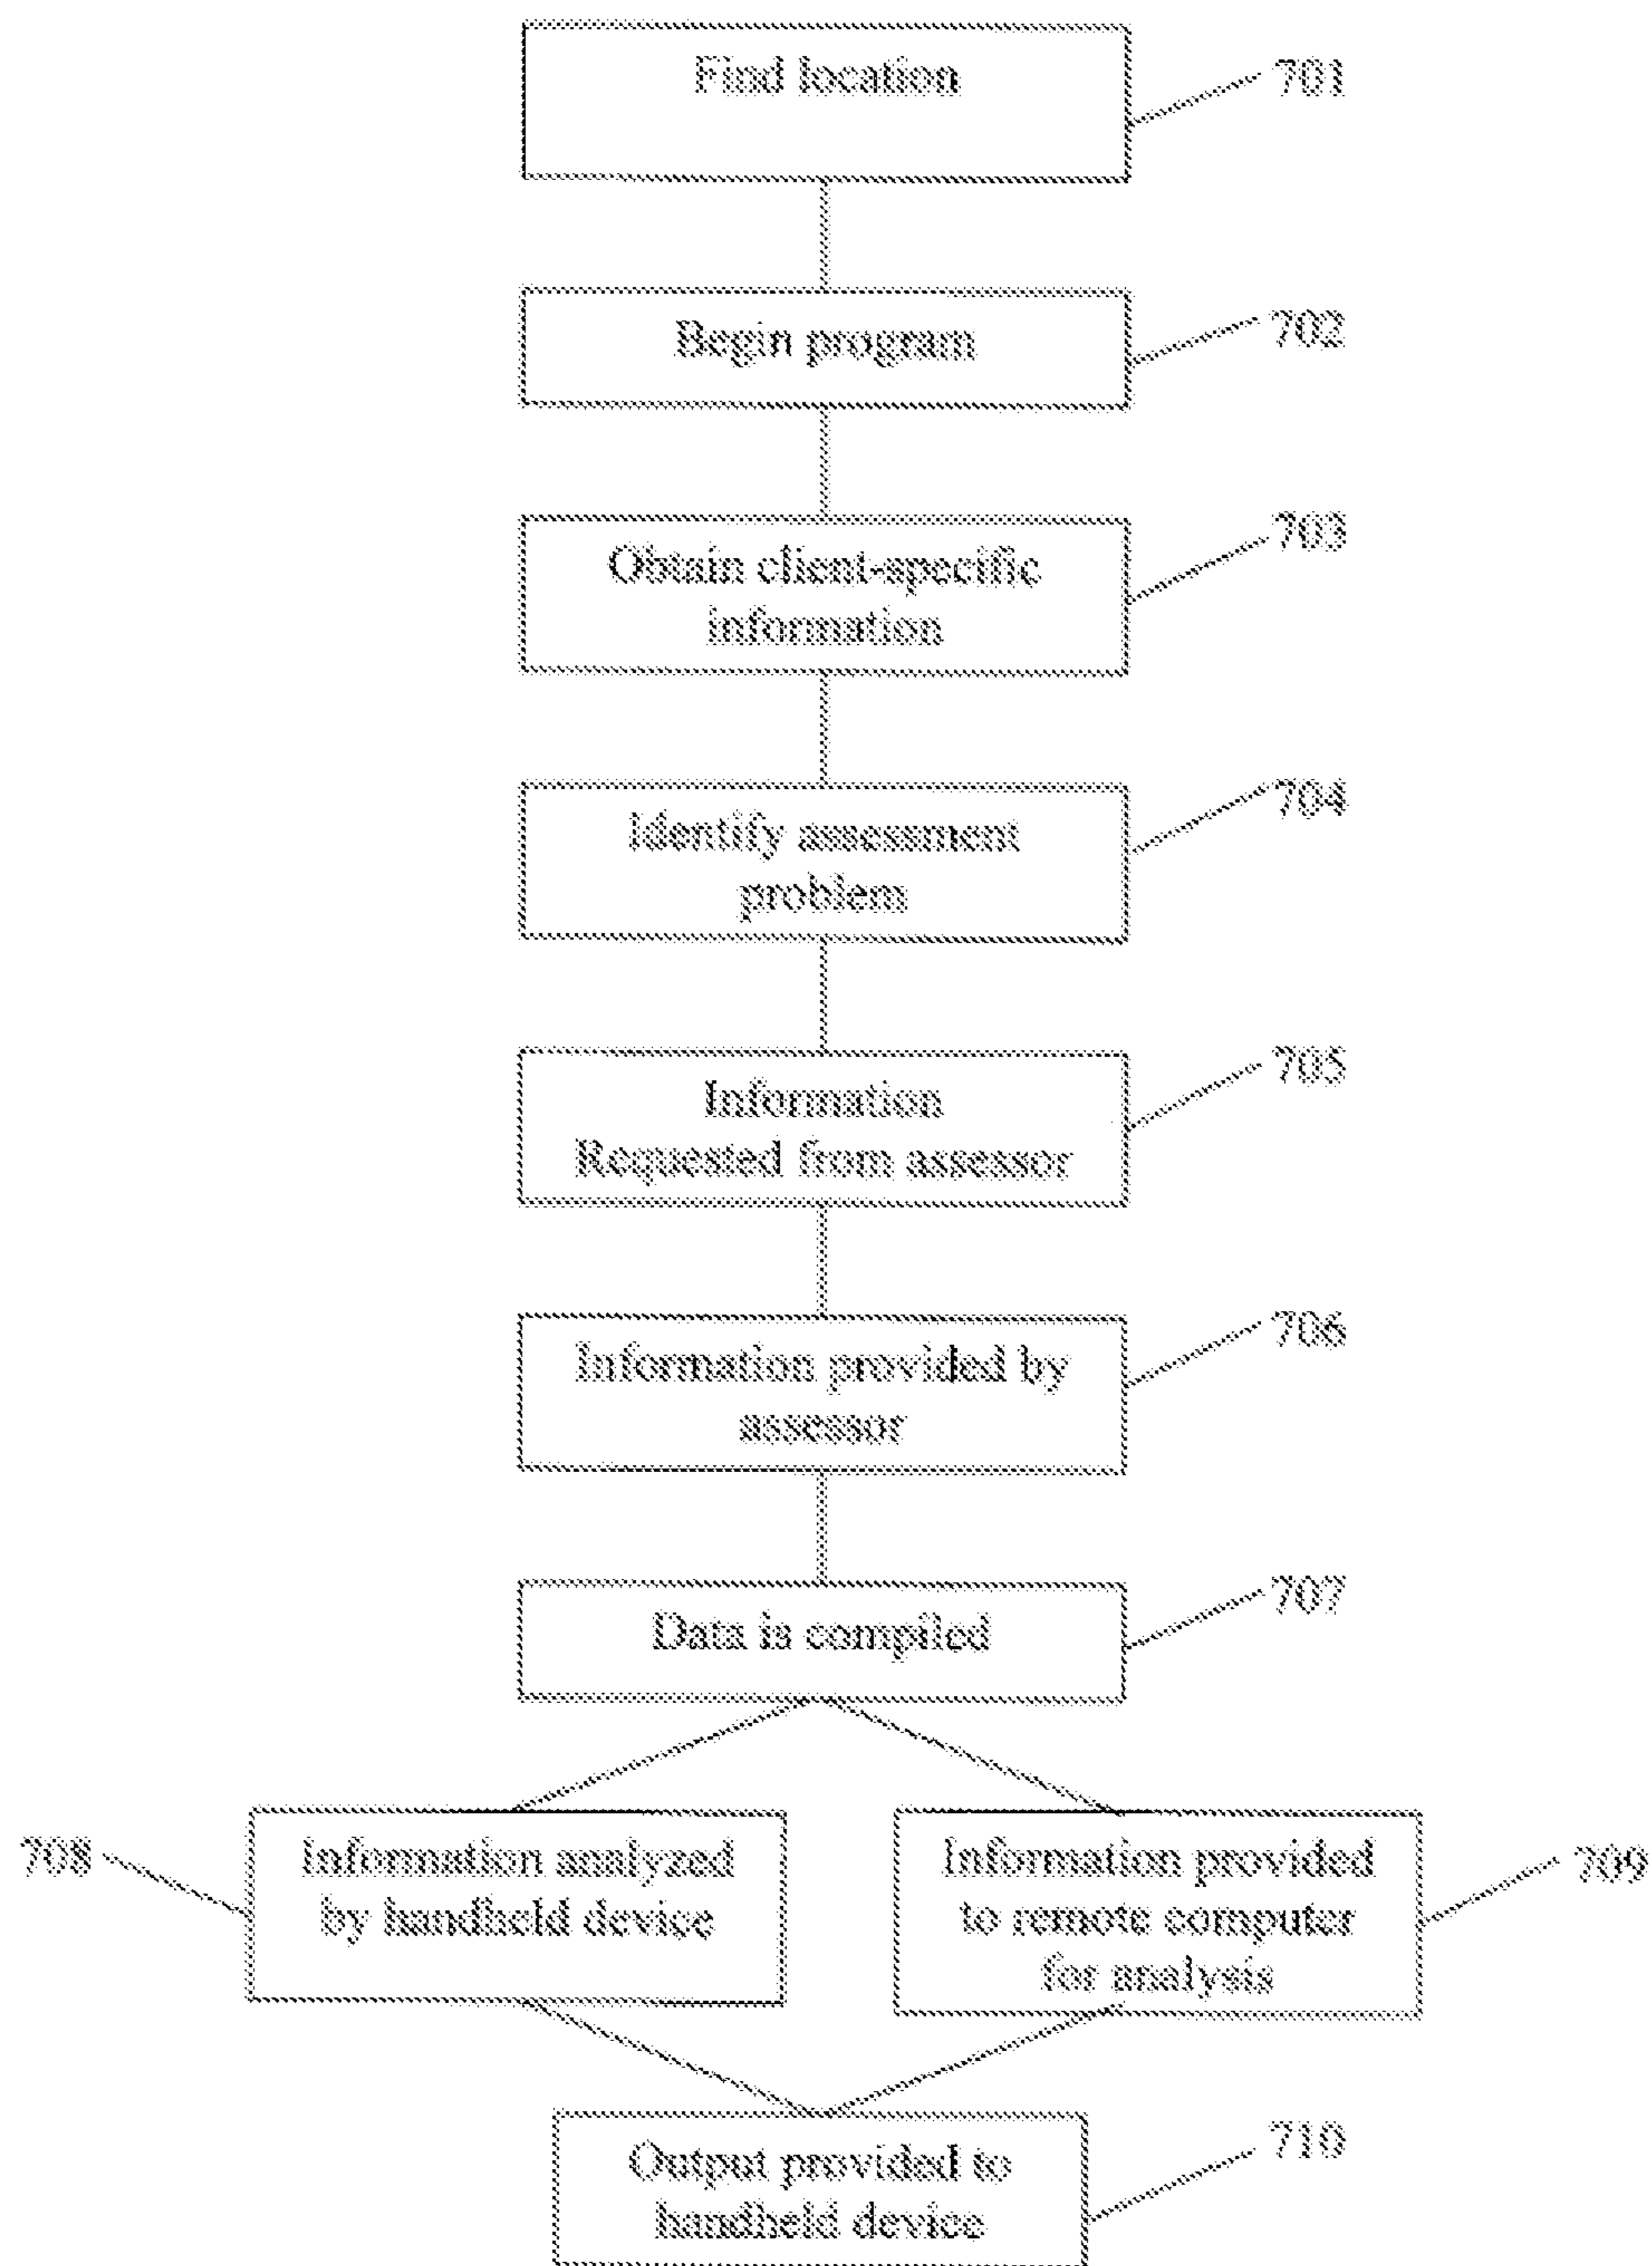 Find location
701
Begin program
702
Obtain client-specific
information
703
Identify assessment
problem
704
Information
Requested from assessor
705
Information provided by
assessor
706
Data is compiled
707
708
Information analyzed
by handheld device
Information provided
to remote computer
for analysis
709
Output provided to
handheld device
710